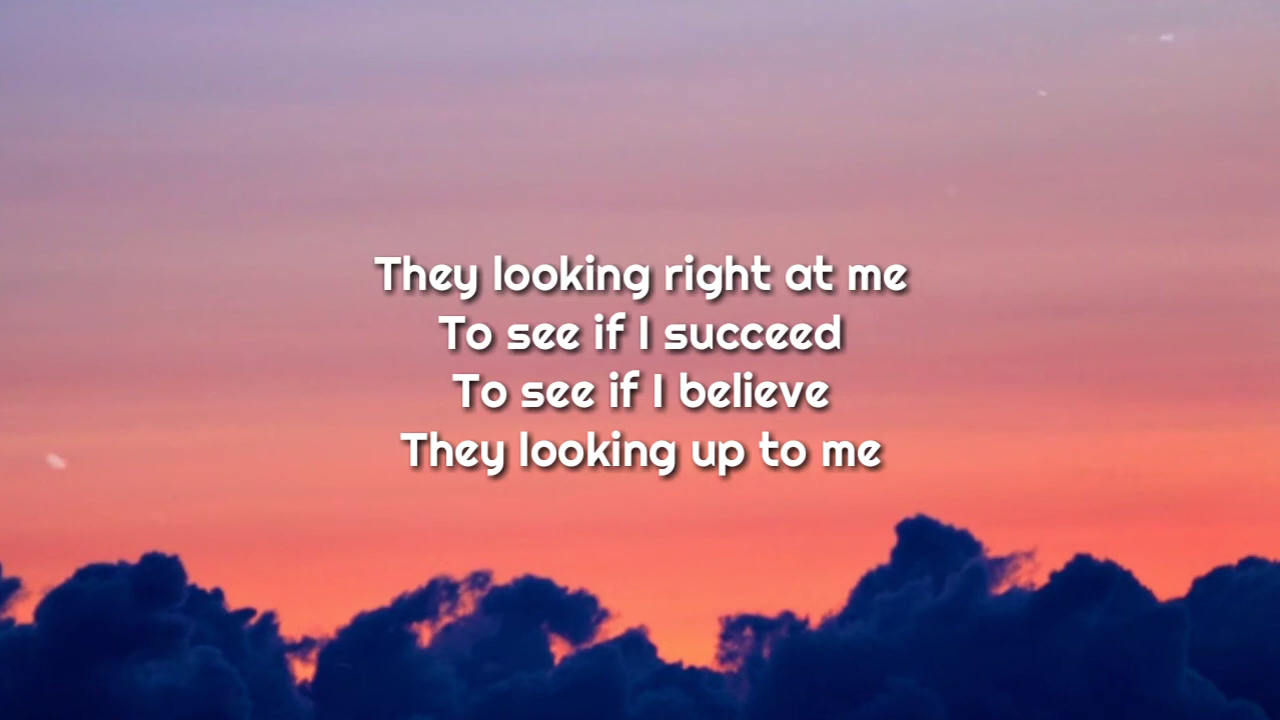 They looking right at me
To see if I succeed
To see if I believe
They looking up to me